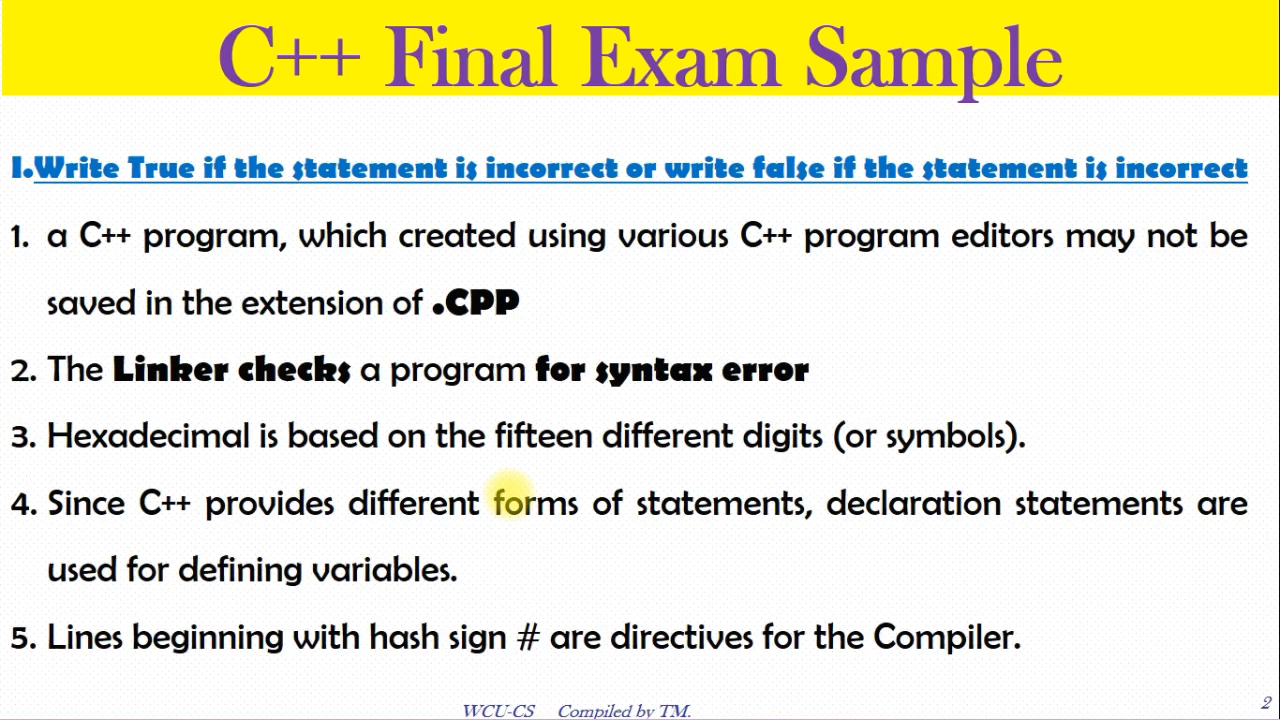 C++ Final Exam Sample
I.Write True if the statement is incorrect or write false if the statement is incorrect
1. a C++ program, which created using various C++ program editors may not be
saved in the extension of .CPP
2. The Linker checks a program for syntax error
3. Hexadecimal is based on the fifteen different digits (or symbols).
4. Since C++ provides different forms of statements, declaration statements are
used for defining variables.
5. Lines beginning with hash sign # are directives for the Compiler.
WCU-CS Compiled by TM.
2